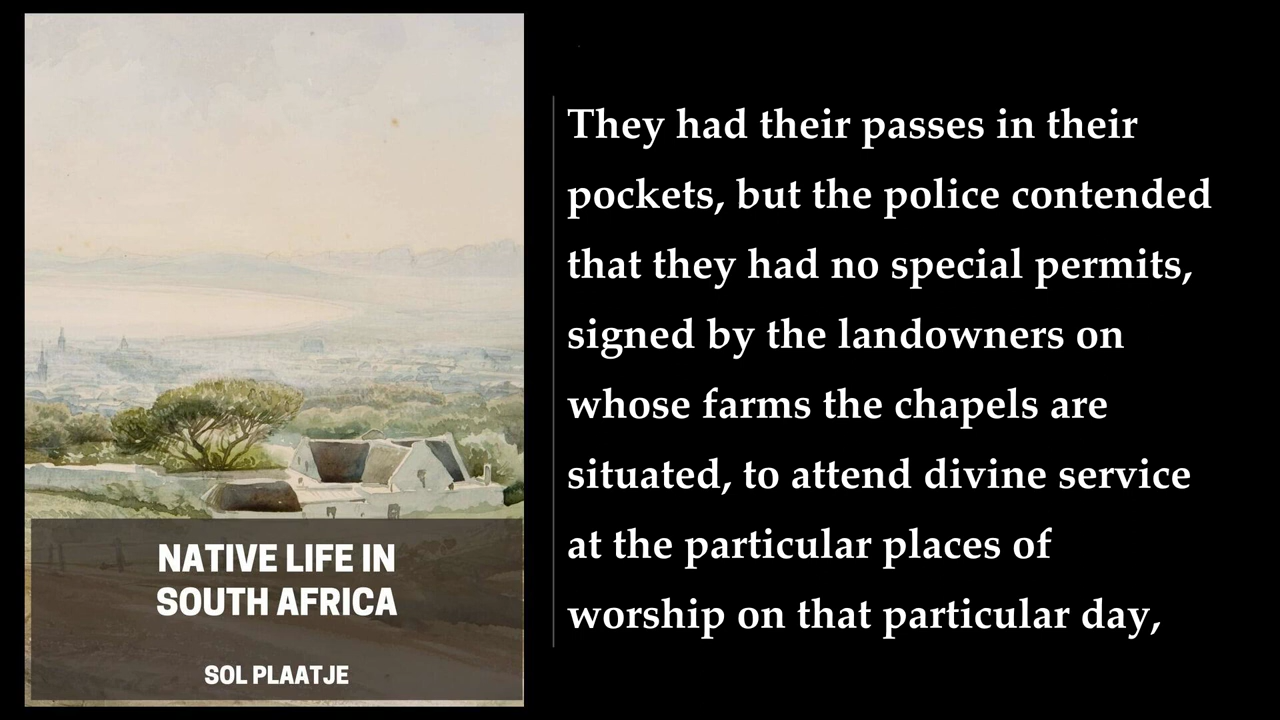 NATIVE LIFE IN
SOUTH AFRICA
SOL PLAATJE
They had their passes in their
pockets, but the police contended
that they had no special permits,
signed by the landowners on
whose farms the chapels are
situated, to attend divine service
at the particular places of
worship on that particular day,